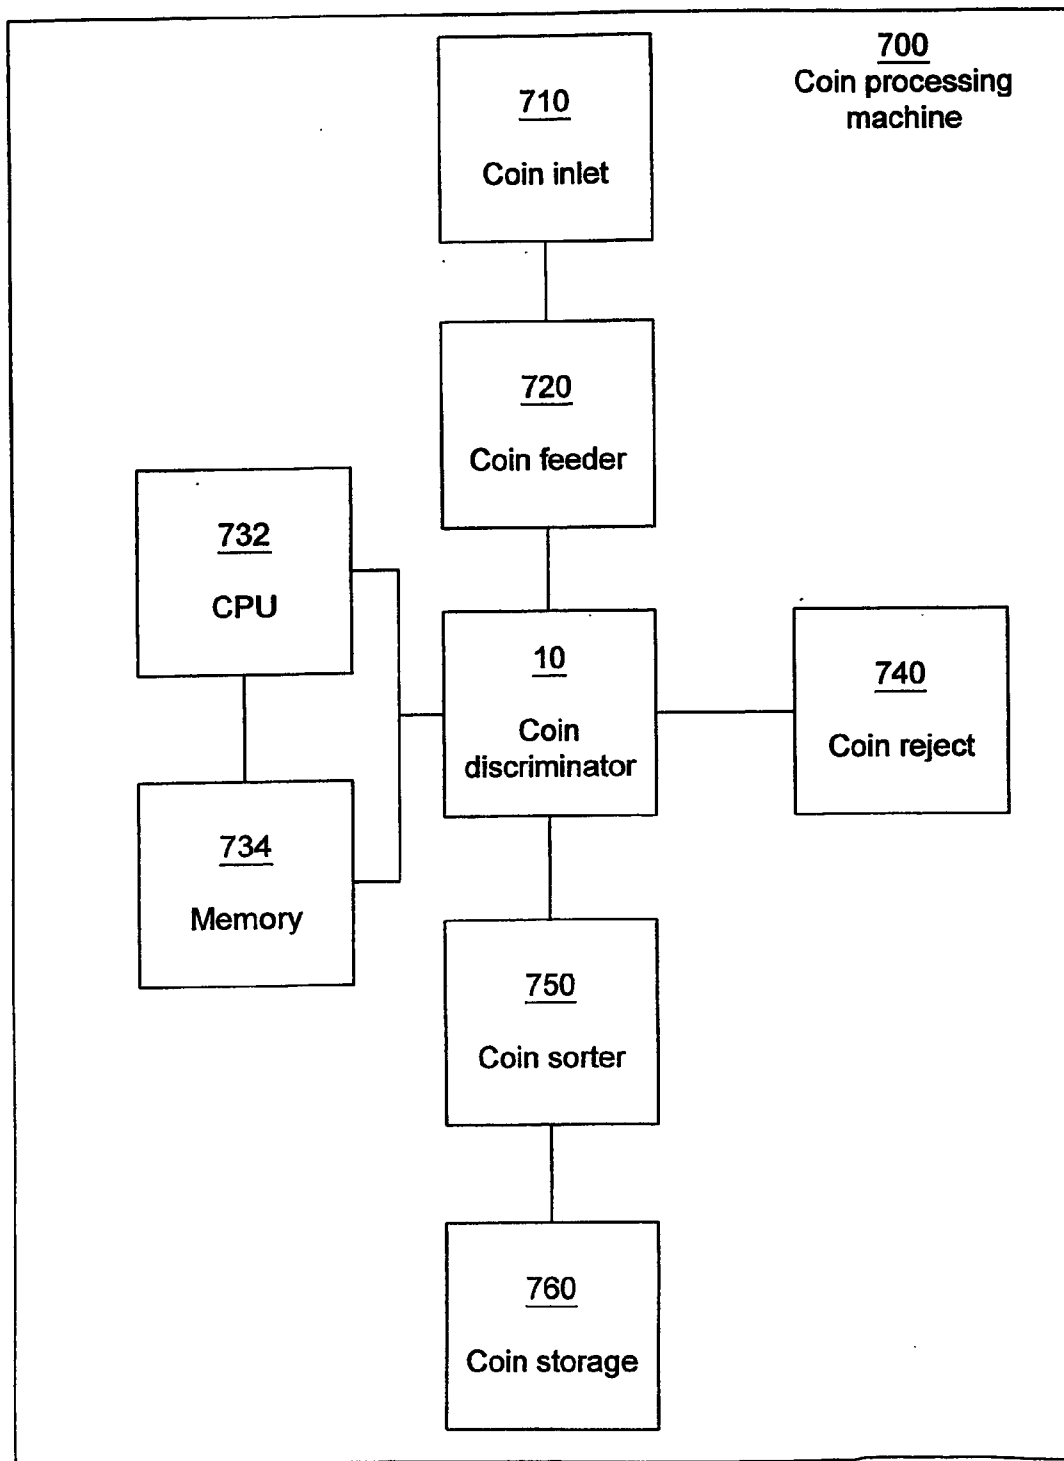 700
Coin processing
machine
710
Coin inlet
720
Coin feeder
732
CPU
10
Coin
discriminator
740
Coin reject
734
Memory
750
Coin sorter
760
Coin storage